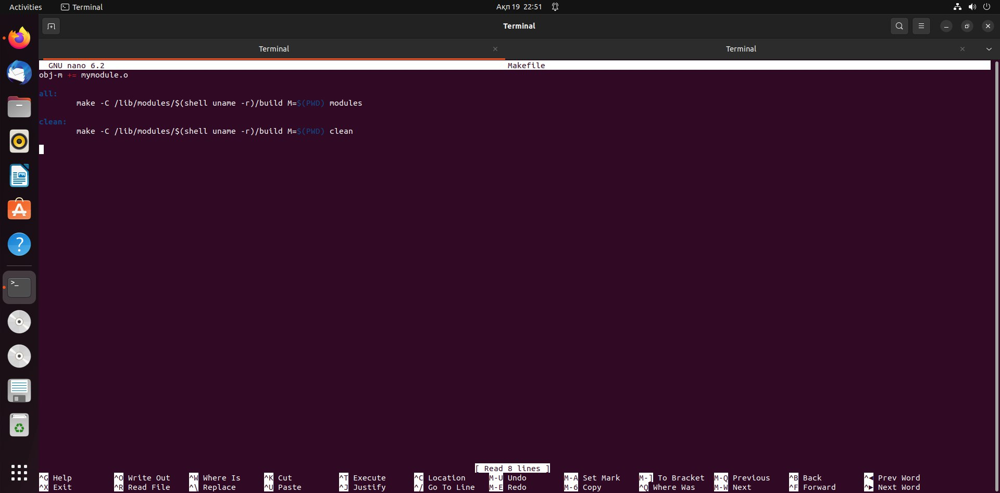 Activities Terminal Ақп 19 22:51
Terminal
Terminal Terminal
GNU nano 6.2 Makefile
obj-m += mymodule.o
all:
make -C /lib/modules/$(shell uname -r)/build M=$(PWD) modules
clean:
make -C /lib/modules/$(shell uname -r)/build M=$(PWD) clean
[ Read 8 lines ]
^G Help ^O Write Out ^W Where Is ^K Cut ^T Execute ^C Location M-U Undo M-A Set Mark M-] To Bracket M-Q Previous ^B Back ^◀ Prev Word
^X Exit ^R Read File ^\ Replace ^U Paste ^J Justify ^/ Go To Line M-E Redo M-6 Copy ^Q Where Was M-W Next ^F Forward ^▶ Next Word